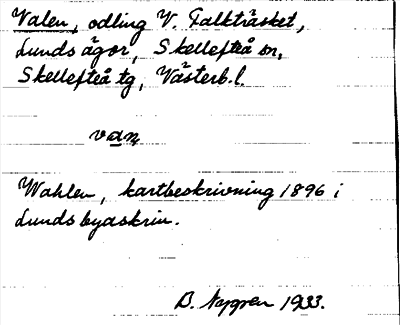 Valen, odling V. Falkträsket,
Lunds ägor, Skellefteå sn,
Skellefteå tg, Västerb. l.
van
Wahlen, kartbeskrivning 1896 i
Lunds byaskrin.
B. Nygren 1933.